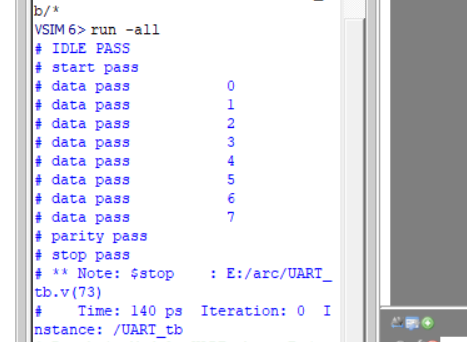 b/*
VSIM 6> run -all
# IDLE PASS
# start pass
# data pass 0
# data pass 1
# data pass 2
# data pass 3
# data pass 4
# data pass 5
# data pass 6
# data pass 7
# parity pass
# stop pass
# ** Note: $stop : E:/arc/UART_
tb.v(73)
# Time: 140 ps Iteration: 0 I
nstance: /UART_tb